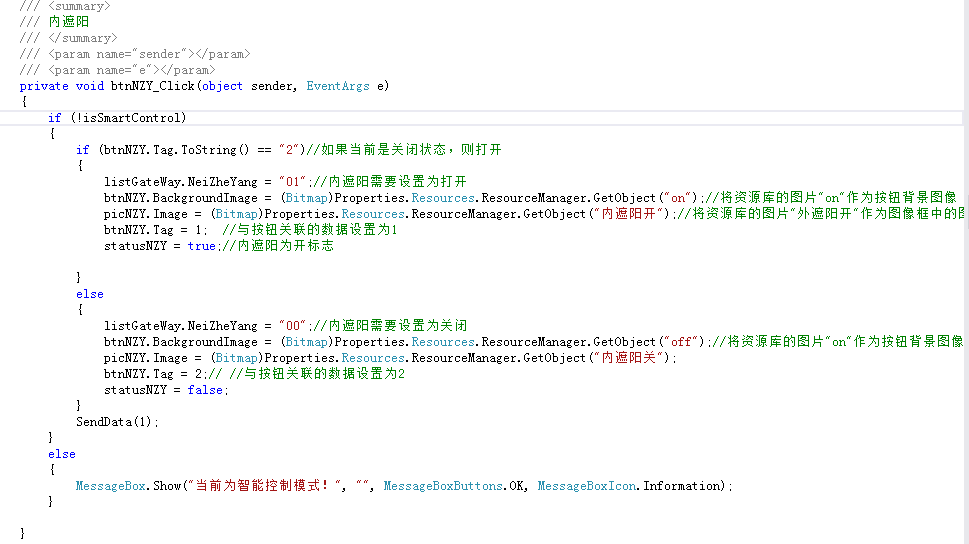 /// <summary>
/// 内遮阳
/// </summary>
/// <param name="sender"></param>
/// <param name="e"></param>
private void btnNZY_Click(object sender, EventArgs e)
{
if (!isSmartControl)
{
if (btnNZY.Tag.ToString() == "2")//如果当前是关闭状态，则打开
{
listGateWay.NeiZheYang = "01";//内遮阳需要设置为打开
btnNZY.BackgroundImage = (Bitmap)Properties.Resources.ResourceManager.GetObject("on");//将资源库的图片"on"作为按钮背景图像
picNZY.Image = (Bitmap)Properties.Resources.ResourceManager.GetObject("内遮阳开");//将资源库的图片"外遮阳开"作为图像框中的
btnNZY.Tag = 1; //与按钮关联的数据设置为1
statusNZY = true;//内遮阳为开标志
}
else
{
listGateWay.NeiZheYang = "00";//内遮阳需要设置为关闭
btnNZY.BackgroundImage = (Bitmap)Properties.Resources.ResourceManager.GetObject("off");//将资源库的图片"on"作为按钮背景图像
picNZY.Image = (Bitmap)Properties.Resources.ResourceManager.GetObject("内遮阳关");
btnNZY.Tag = 2;// //与按钮关联的数据设置为2
statusNZY = false;
}
SendData(1);
}
else
{
MessageBox.Show("当前为智能控制模式！", "", MessageBoxButtons.OK, MessageBoxIcon.Information);
}
}